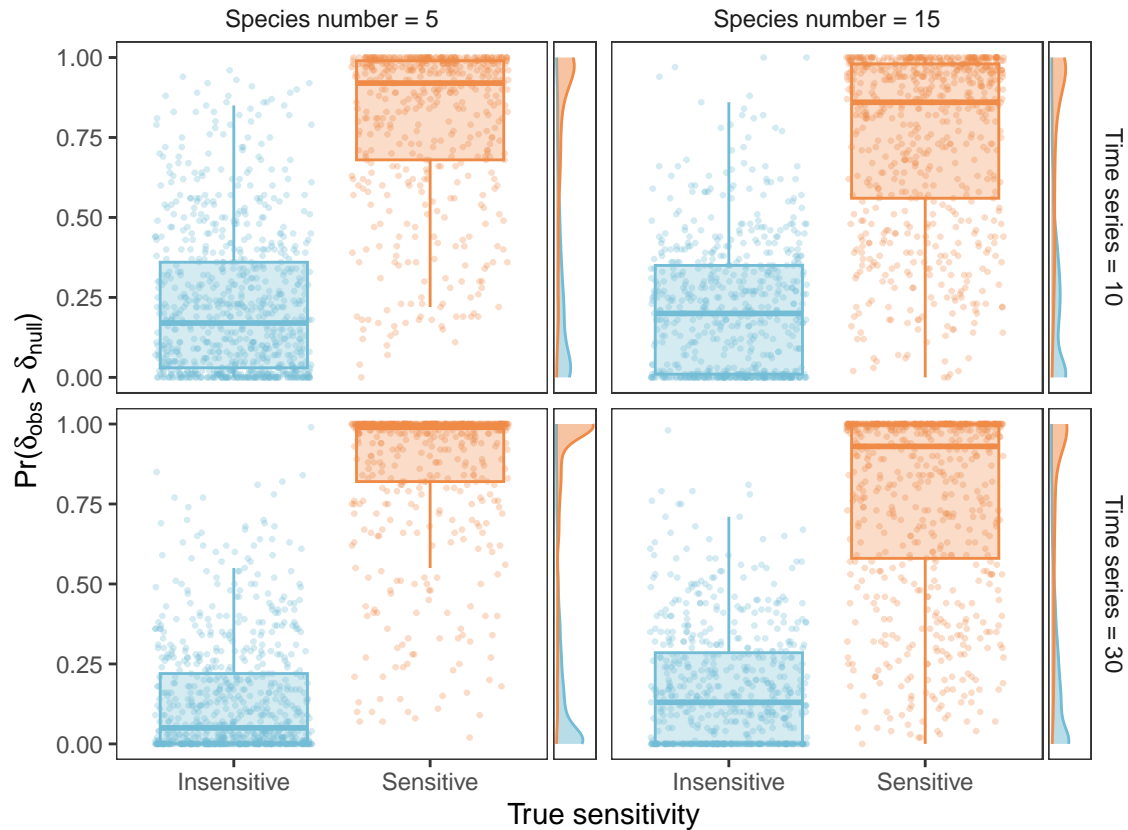 Species number = 5
Species number = 15
1.00
0.75
0.50
0.25
0.00
Time series = 10
1.00
0.75
0.50
0.25
0.00
Time series = 30
Pr(δobs > δnull)
Insensitive
Sensitive
Insensitive
Sensitive
True sensitivity